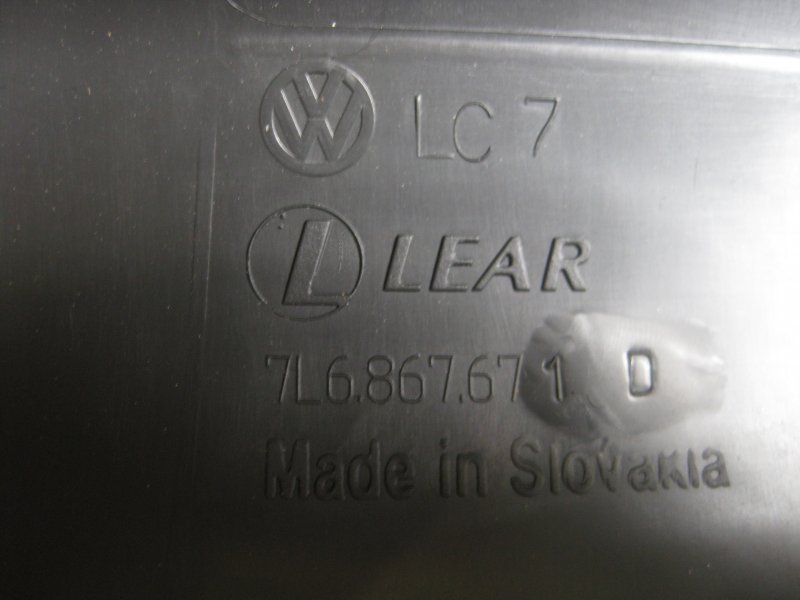 LC 7
LEAR
7L6.867.671 D
Made in Slovakia